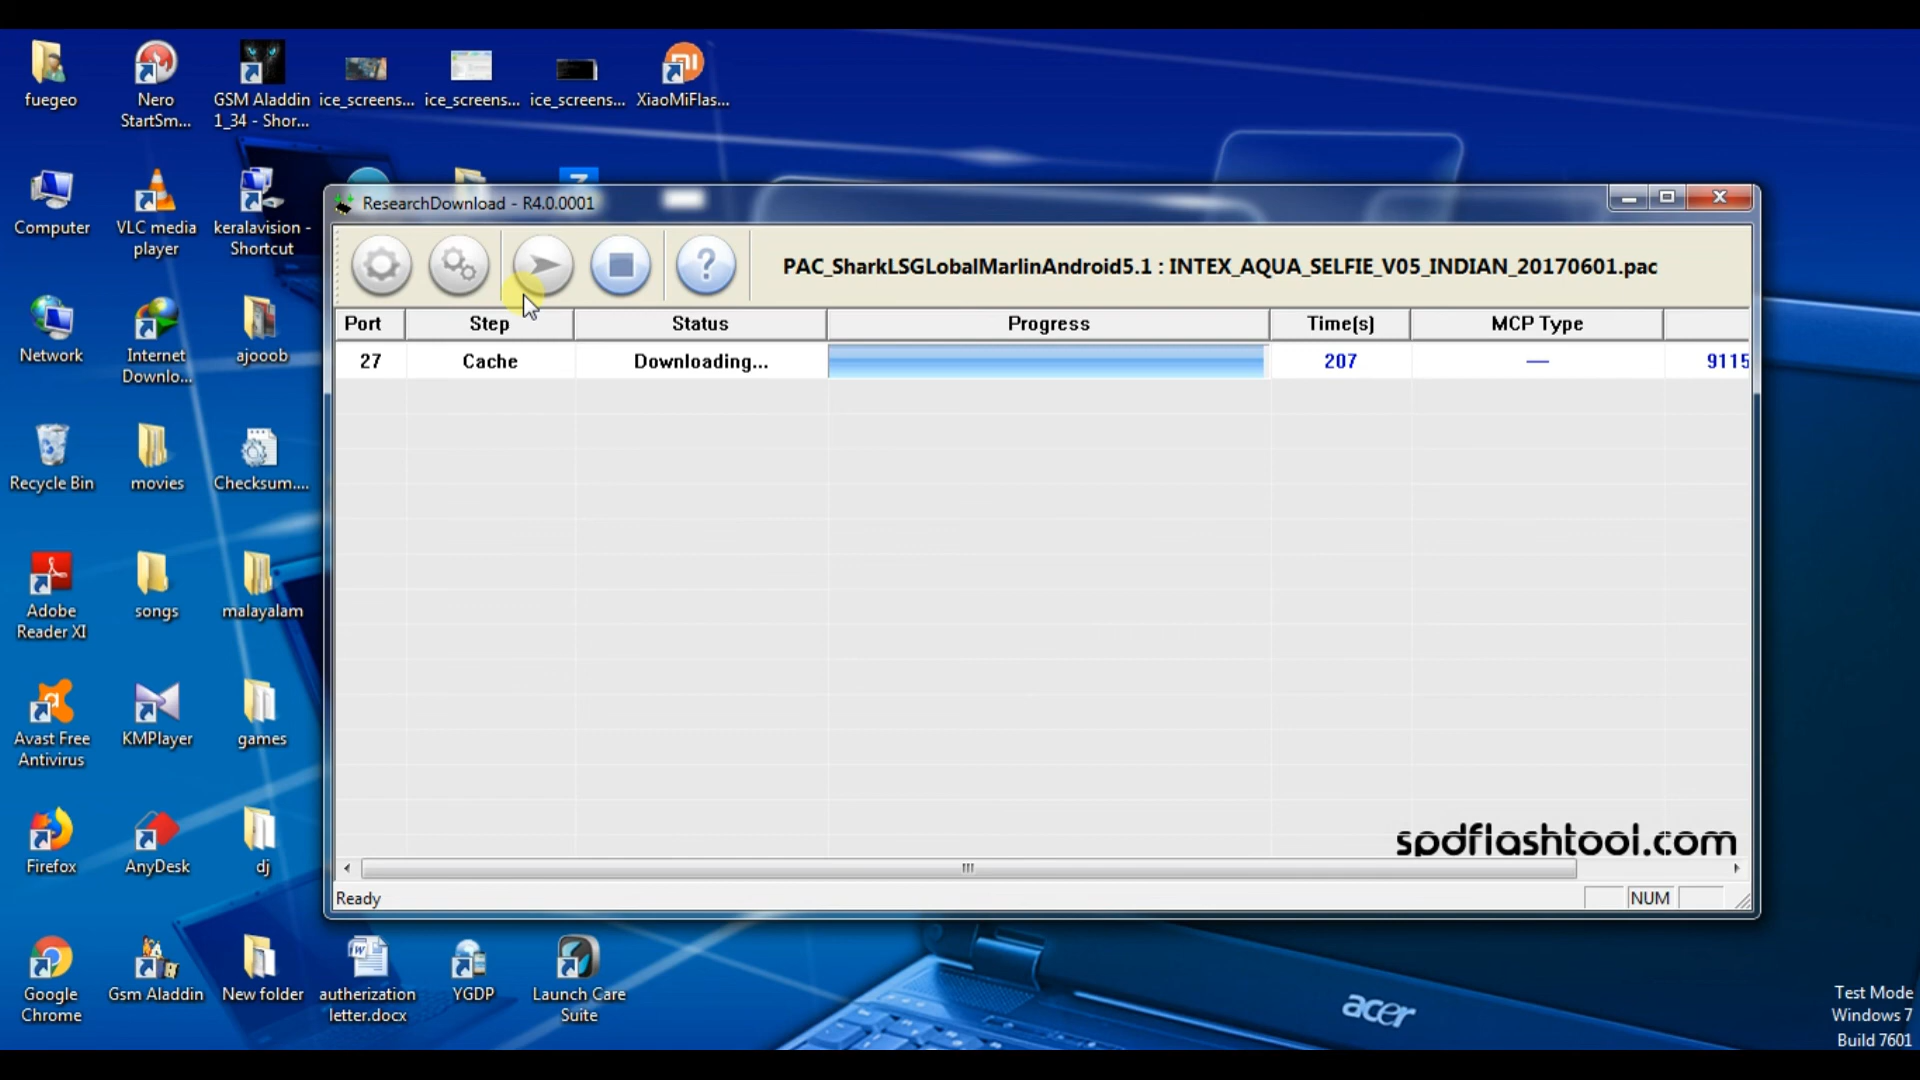 fuegeo
Nero
StartSm...
GSM Aladdin
1_34 - Shor...
ice_screens...
ice_screens...
ice_screens...
XiaoMiFlas...
Computer
VLC media
player
keralavision -
Shortcut
Network
Internet
Downlo...
ajooob
Recycle Bin
movies
Checksum....
Adobe
Reader XI
songs
malayalam
Avast Free
Antivirus
KMPlayer
games
Firefox
AnyDesk
dj
Google
Chrome
Gsm Aladdin
New folder
autherization
letter.docx
YGDP
Launch Care
Suite
ResearchDownload - R4.0.0001
PAC_SharkLSGLobalMarlinAndroid5.1 : INTEX_AQUA_SELFIE_V05_INDIAN_20170601.pac
Port Step Status Progress Time(s) MCP Type
27 Cache Downloading... 207 — 9115
spdflashtool.com
Ready NUM
acer
Test Mode
Windows 7
Build 7601